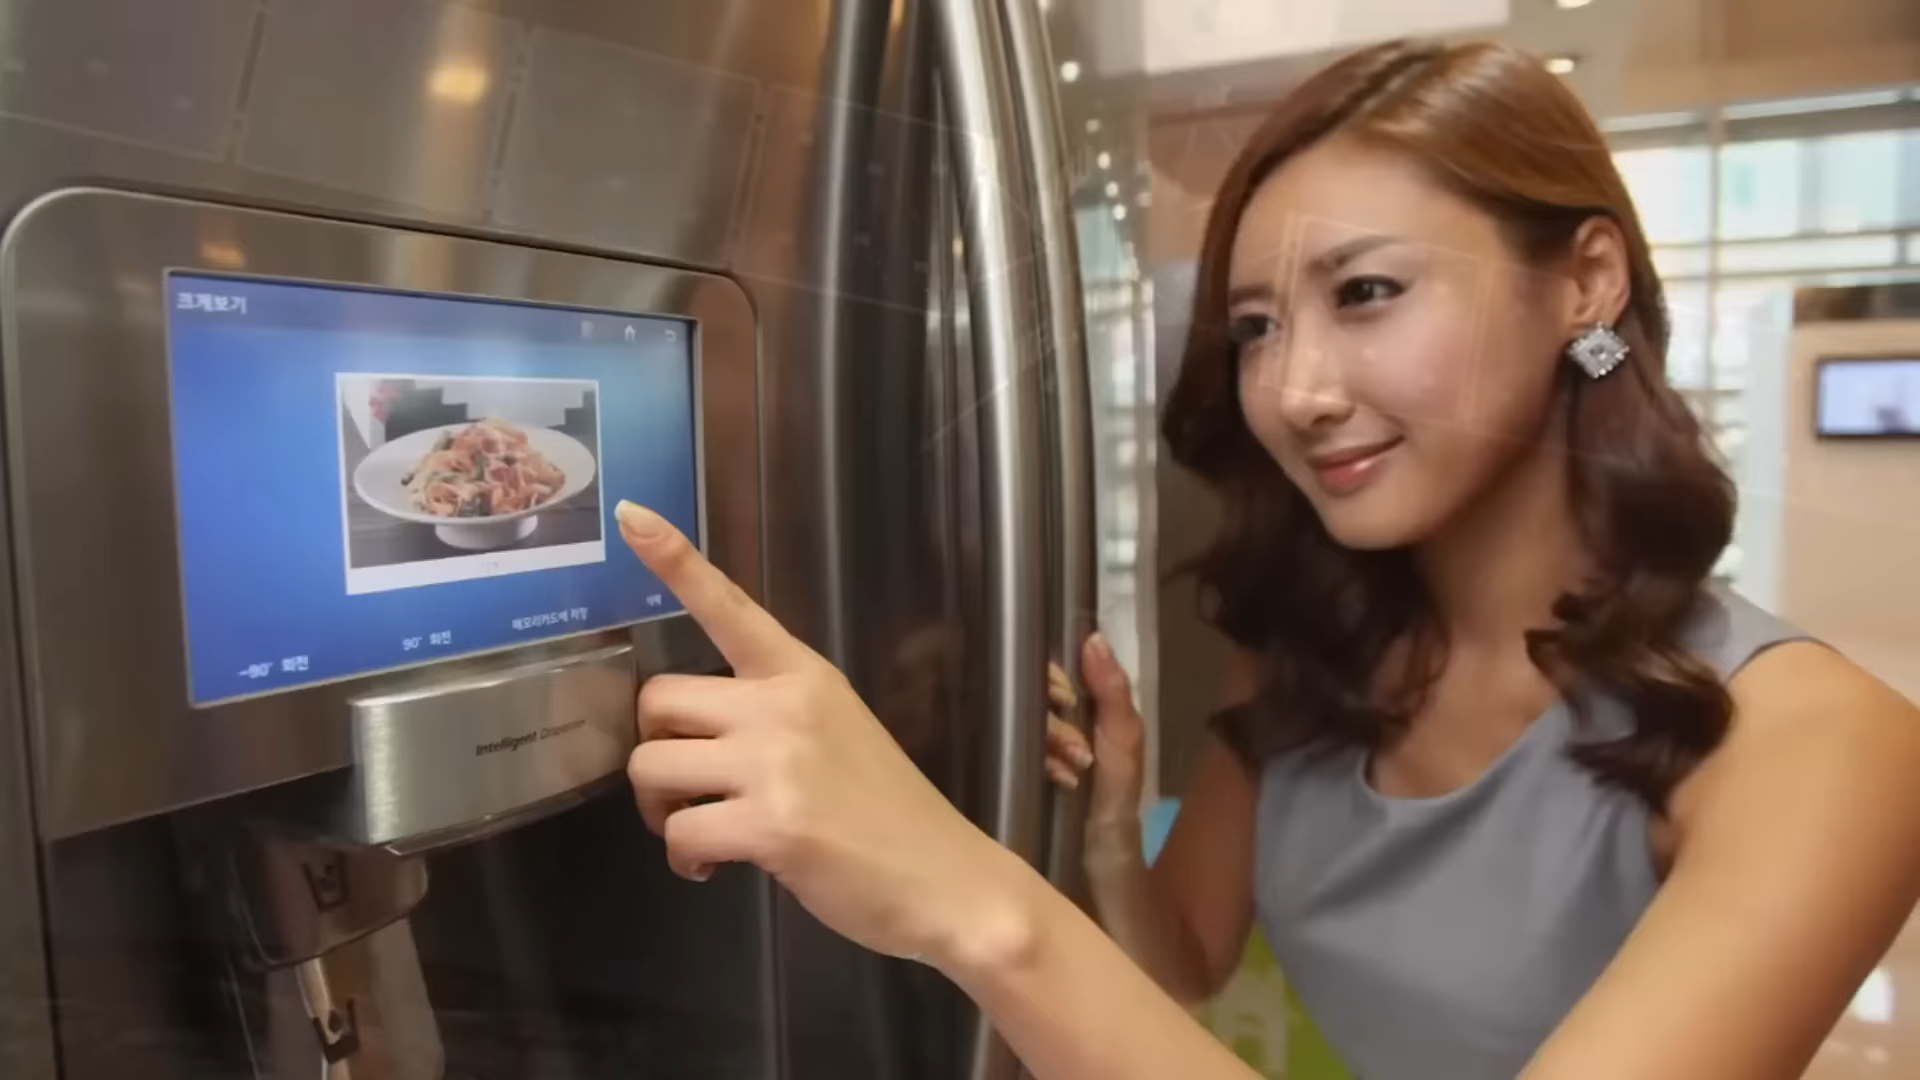 크게보기
-90° 회전
90° 회전
메모리카드에 저장
삭제
Intelligent Dispenser